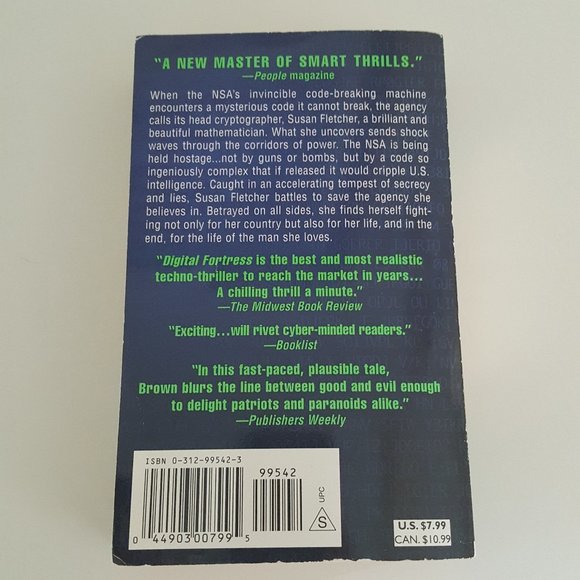 "A NEW MASTER OF SMART THRILLS."
—People magazine
When the NSA's invincible code-breaking machine
encounters a mysterious code it cannot break, the agency
calls its head cryptographer, Susan Fletcher, a brilliant and
beautiful mathematician. What she uncovers sends shock
waves through the corridors of power. The NSA is being
held hostage...not by guns or bombs, but by a code so
ingeniously complex that if released it would cripple U.S.
intelligence. Caught in an accelerating tempest of secrecy
and lies, Susan Fletcher battles to save the agency she
believes in. Betrayed on all sides, she finds herself fight-
ing not only for her country but also for her life, and in
the end, for the life of the man she loves.
"Digital Fortress is the best and most realistic
techno-thriller to reach the market in years...
A chilling thrill a minute."
—The Midwest Book Review
"Exciting...will rivet cyber-minded readers."
—Booklist
"In this fast-paced, plausible tale,
Brown blurs the line between good and evil enough
to delight patriots and paranoids alike."
—Publishers Weekly
ISBN 0-312-99542-3
99542
0 44903 00799 5
S
UPC
U.S. $7.99
CAN. $10.99